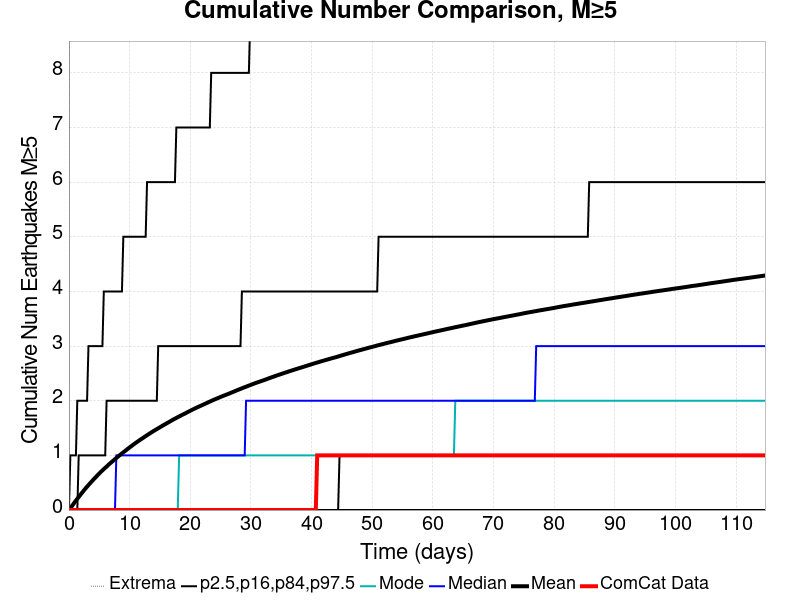 Cumulative Number Comparison, M≥5
Cumulative Num Earthquakes M≥5
8
7
6
5
4
3
2
1
0
0 10 20 30 40 50 60 70 80 90 100 110
Time (days)
Extrema p2.5,p16,p84,p97.5 Mode Median Mean ComCat Data